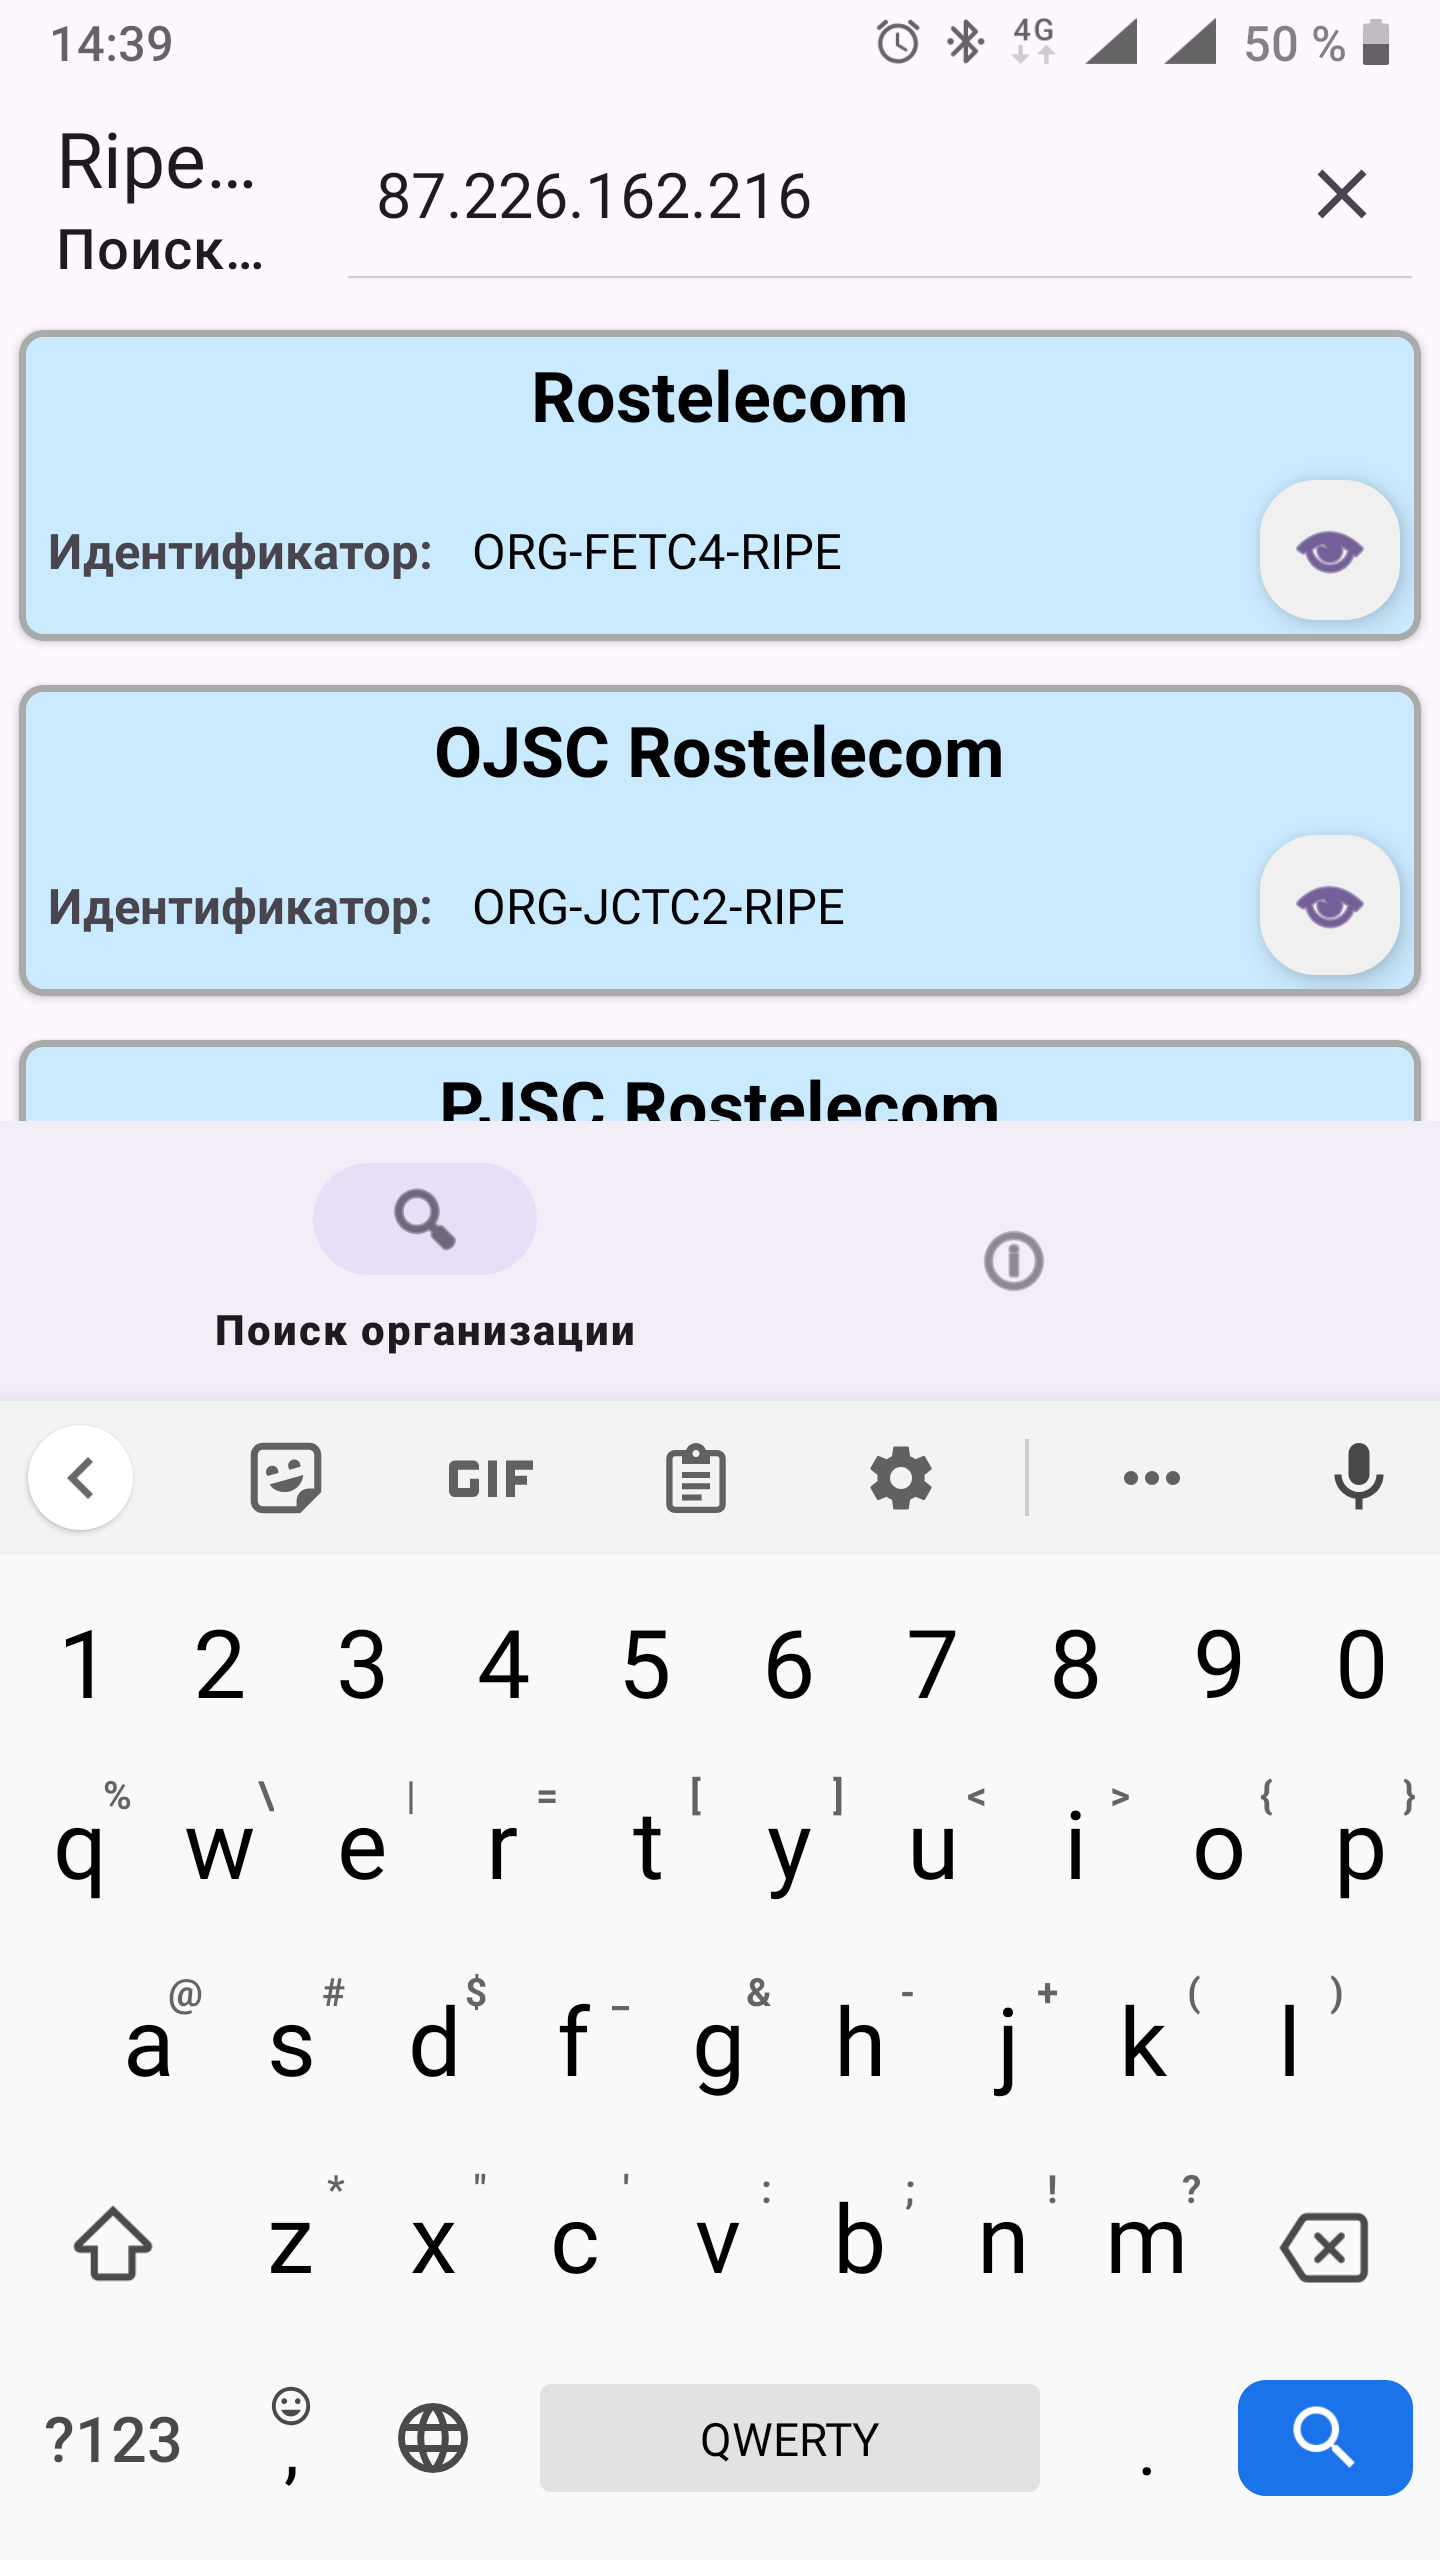 14:39
4G
50 %
Ripe...
Поиск...
87.226.162.216
Rostelecom
Идентификатор: ORG-FETC4-RIPE
OJSC Rostelecom
Идентификатор: ORG-JCTC2-RIPE
PJSC Rostelecom
Поиск организации
GIF
1 2 3 4 5 6 7 8 9 0
% \ | = [ ] < > { }
q w e r t y u i o p
@ # $ _ & - + ( )
a s d f g h j k l
* " ' : ; ! ?
z x c v b n m
?123 , QWERTY .